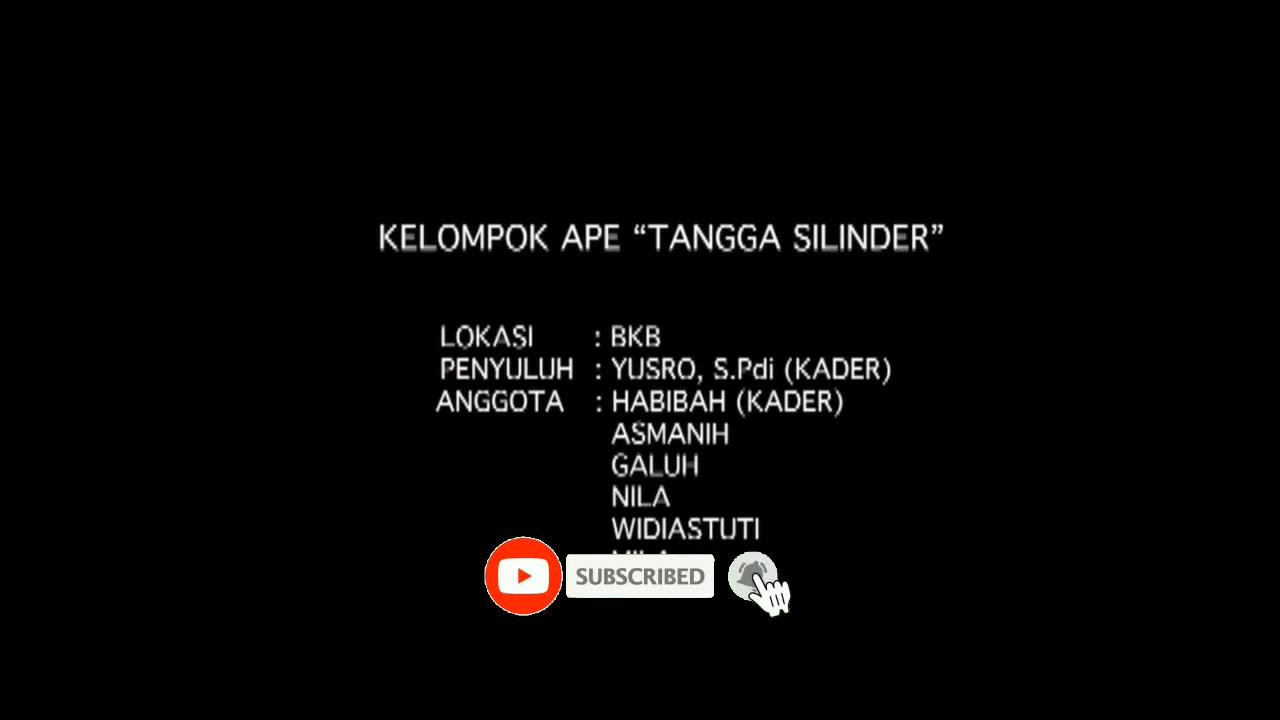 KELOMPOK APE “TANGGA SILINDER”
LOKASI : BKB
PENYULUH : YUSRO, S.Pdi (KADER)
ANGGOTA : HABIBAH (KADER)
ASMANIH
GALUH
NILA
WIDIASTUTI
SUBSCRIBED